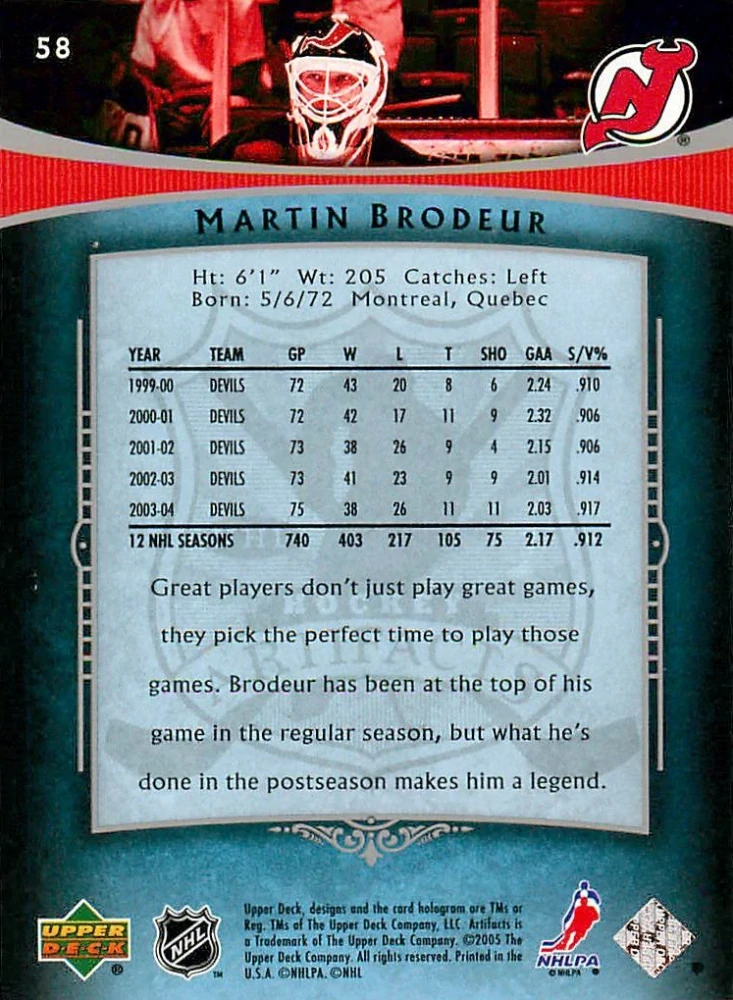 58
MARTIN BRODEUR
Ht: 6'1" Wt: 205 Catches: Left
Born: 5/6/72 Montreal, Quebec
YEAR TEAM GP W L T SHO GAA S/V%
1999-00 DEVILS 72 43 20 8 6 2.24 .910
2000-01 DEVILS 72 42 17 11 9 2.32 .906
2001-02 DEVILS 73 38 26 9 4 2.15 .906
2002-03 DEVILS 73 41 23 9 9 2.01 .914
2003-04 DEVILS 75 38 26 11 11 2.03 .917
12 NHL SEASONS 740 403 217 105 75 2.17 .912
Great players don't just play great games,
they pick the perfect time to play those
games. Brodeur has been at the top of his
game in the regular season, but what he's
done in the postseason makes him a legend.
HOCKEY
ARTIFACTS
UPPER
DECK
®
NHL
™
Upper Deck, designs and the card hologram are TMs or
Reg. TMs of The Upper Deck Company, LLC. Artifacts is
a Trademark of The Upper Deck Company. ©2005 The
Upper Deck Company. All rights reserved. Printed in the
U.S.A. ©NHLPA. ©NHL
NHLPA
© NHLPA ®